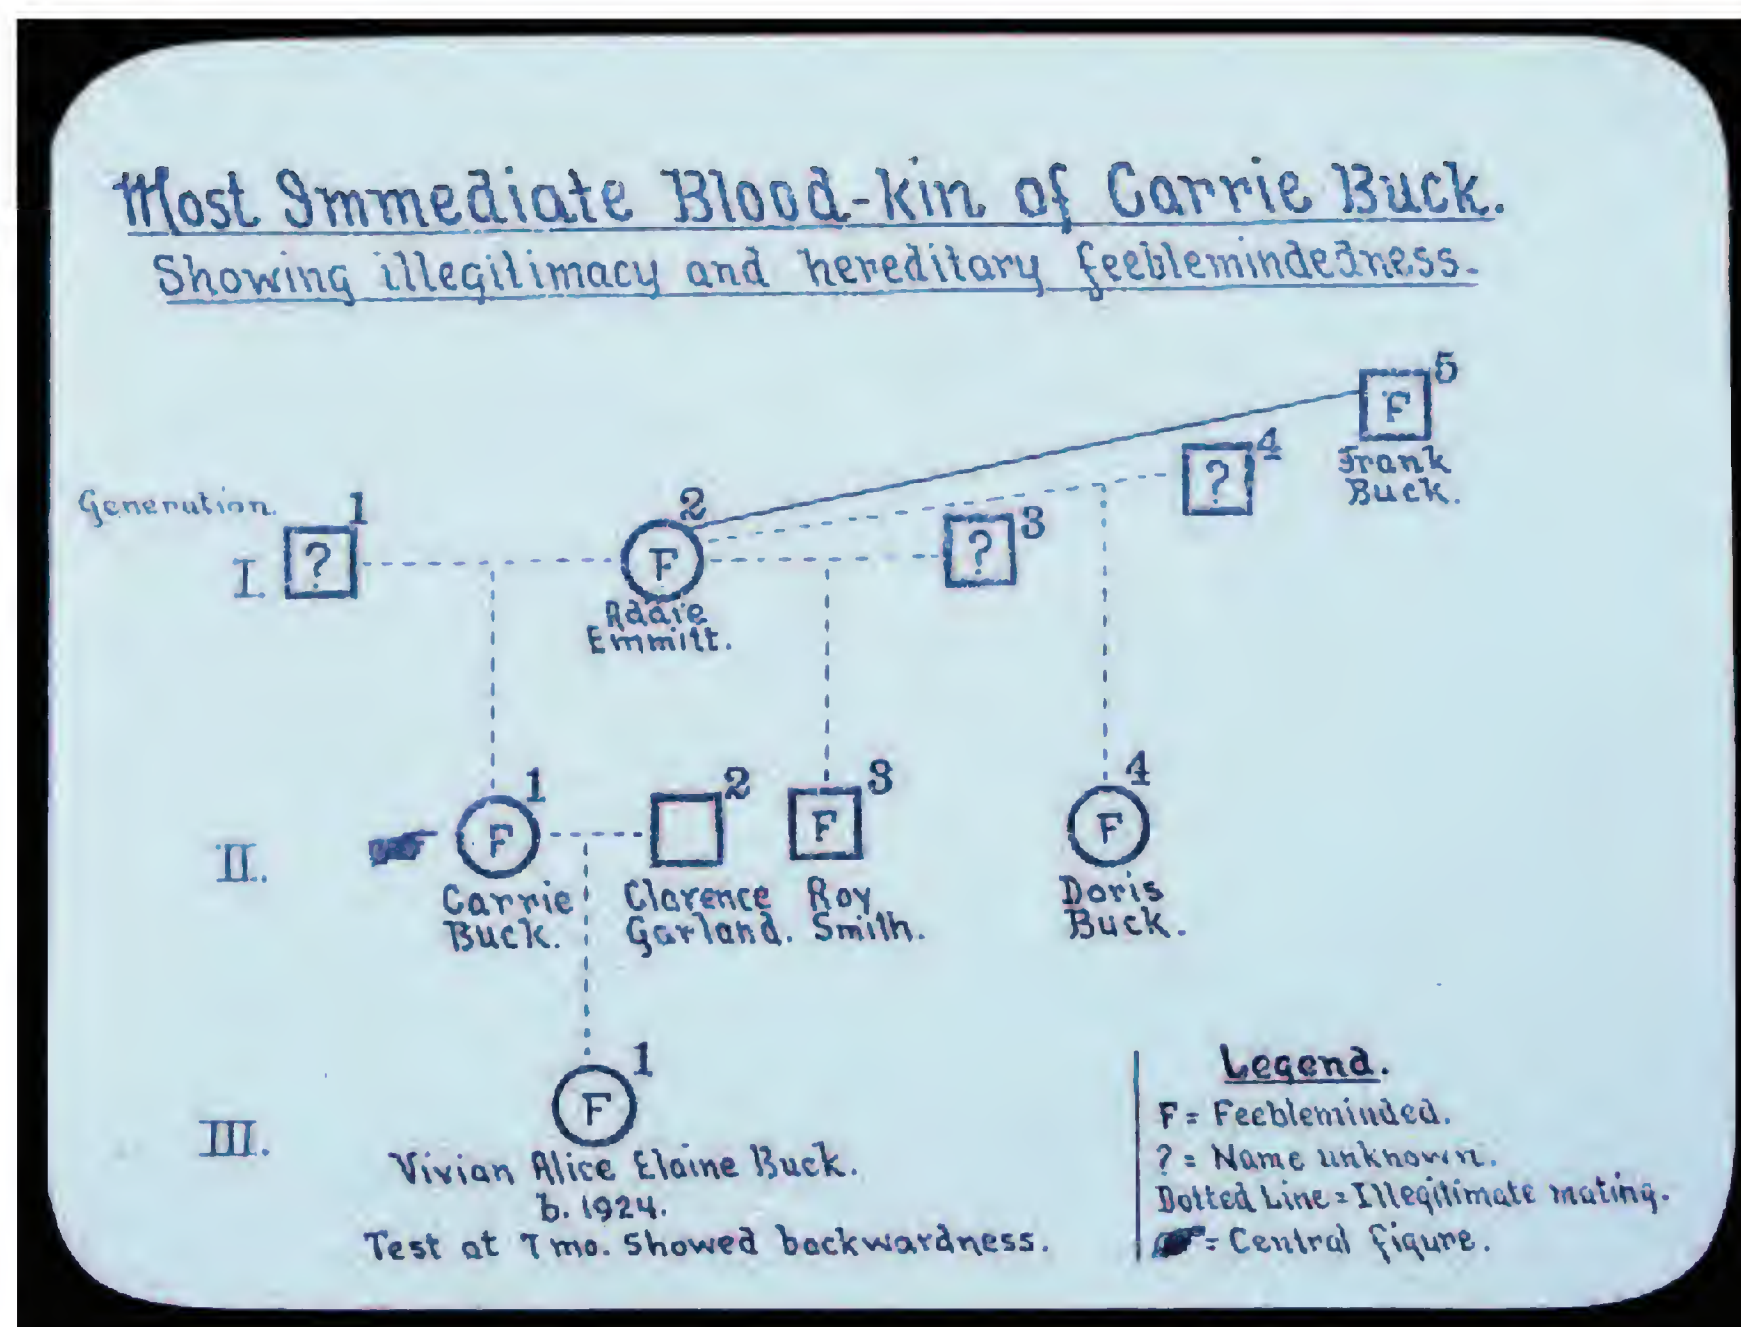 Most Immediate Blood-kin of Carrie Buck.
Showing illegitimacy and hereditary feeblemindedness.
5
F
Frank
Buck.
4
?
Generation.
1
2
3
I.
?
F
?
Addie
Emmitt.
1
2
3
4
II.
F
F
F
Carrie
Buck.
Clarence
Garland.
Roy
Smith.
Doris
Buck.
1
III.
F
Vivian Alice Elaine Buck.
b. 1924.
Test at 7 mo. Showed backwardness.
Legend.
F = Feebleminded.
? = Name unknown.
Dotted Line = Illegitimate mating.
= Central figure.